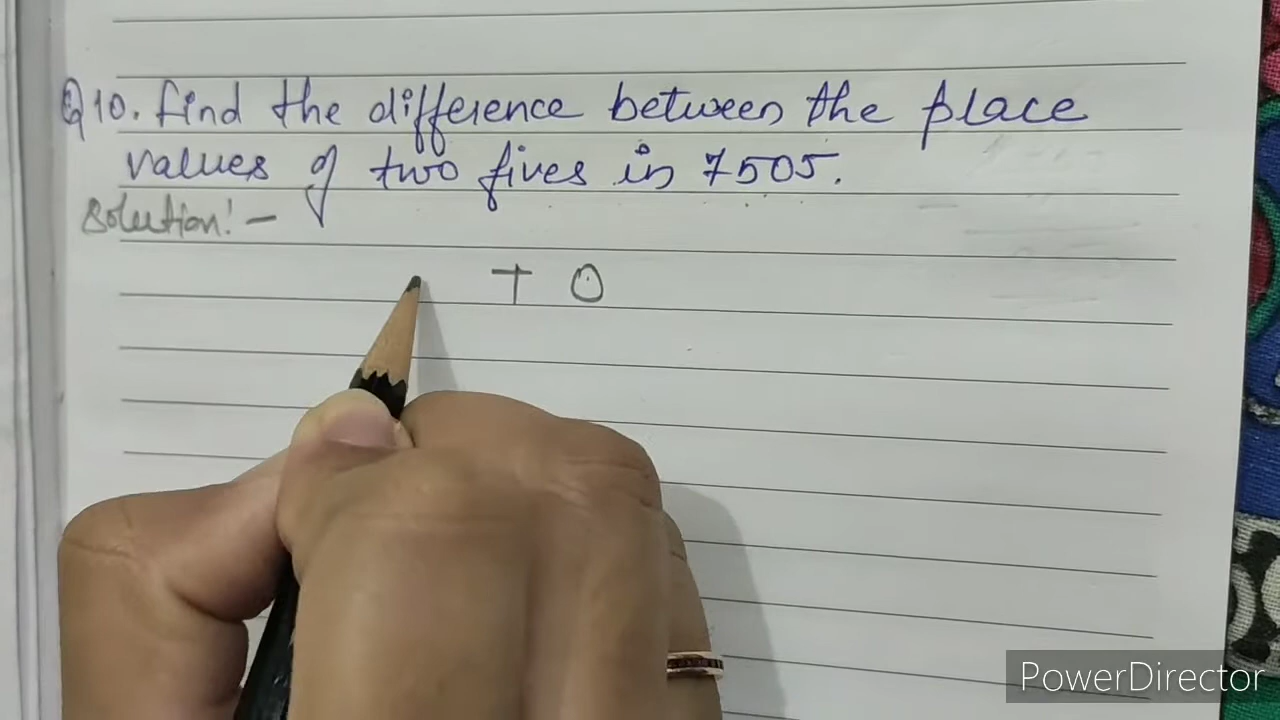 Q10. find the difference between the place
values of two fives in 7505.
Solution:-
T O
PowerDirector